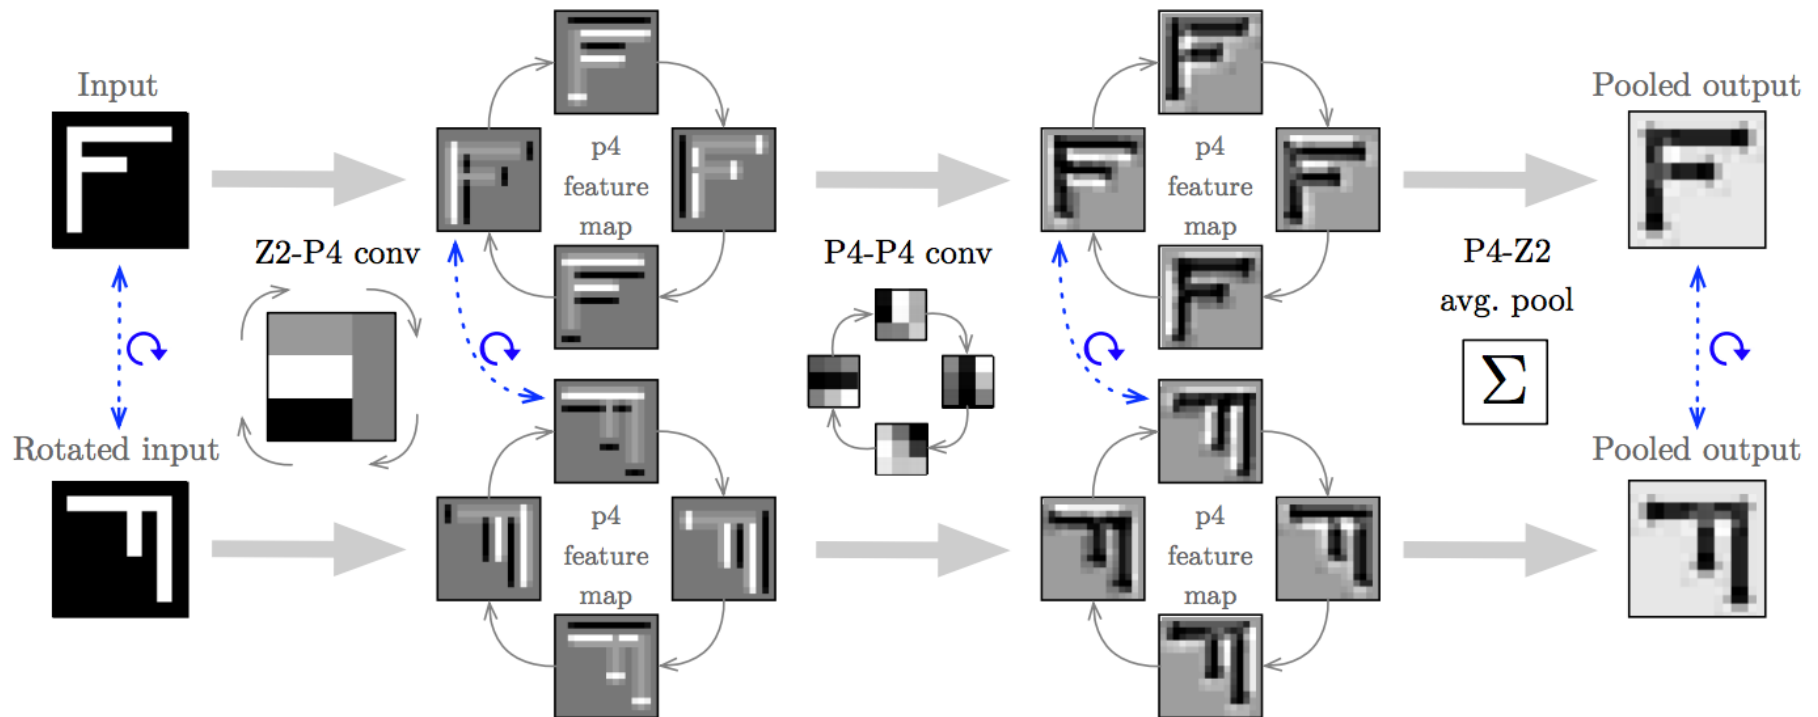 Input
p4
feature
map
p4
feature
map
Pooled output
Z2-P4 conv
P4-P4 conv
P4-Z2
avg. pool
Σ
Rotated input
p4
feature
map
p4
feature
map
Pooled output